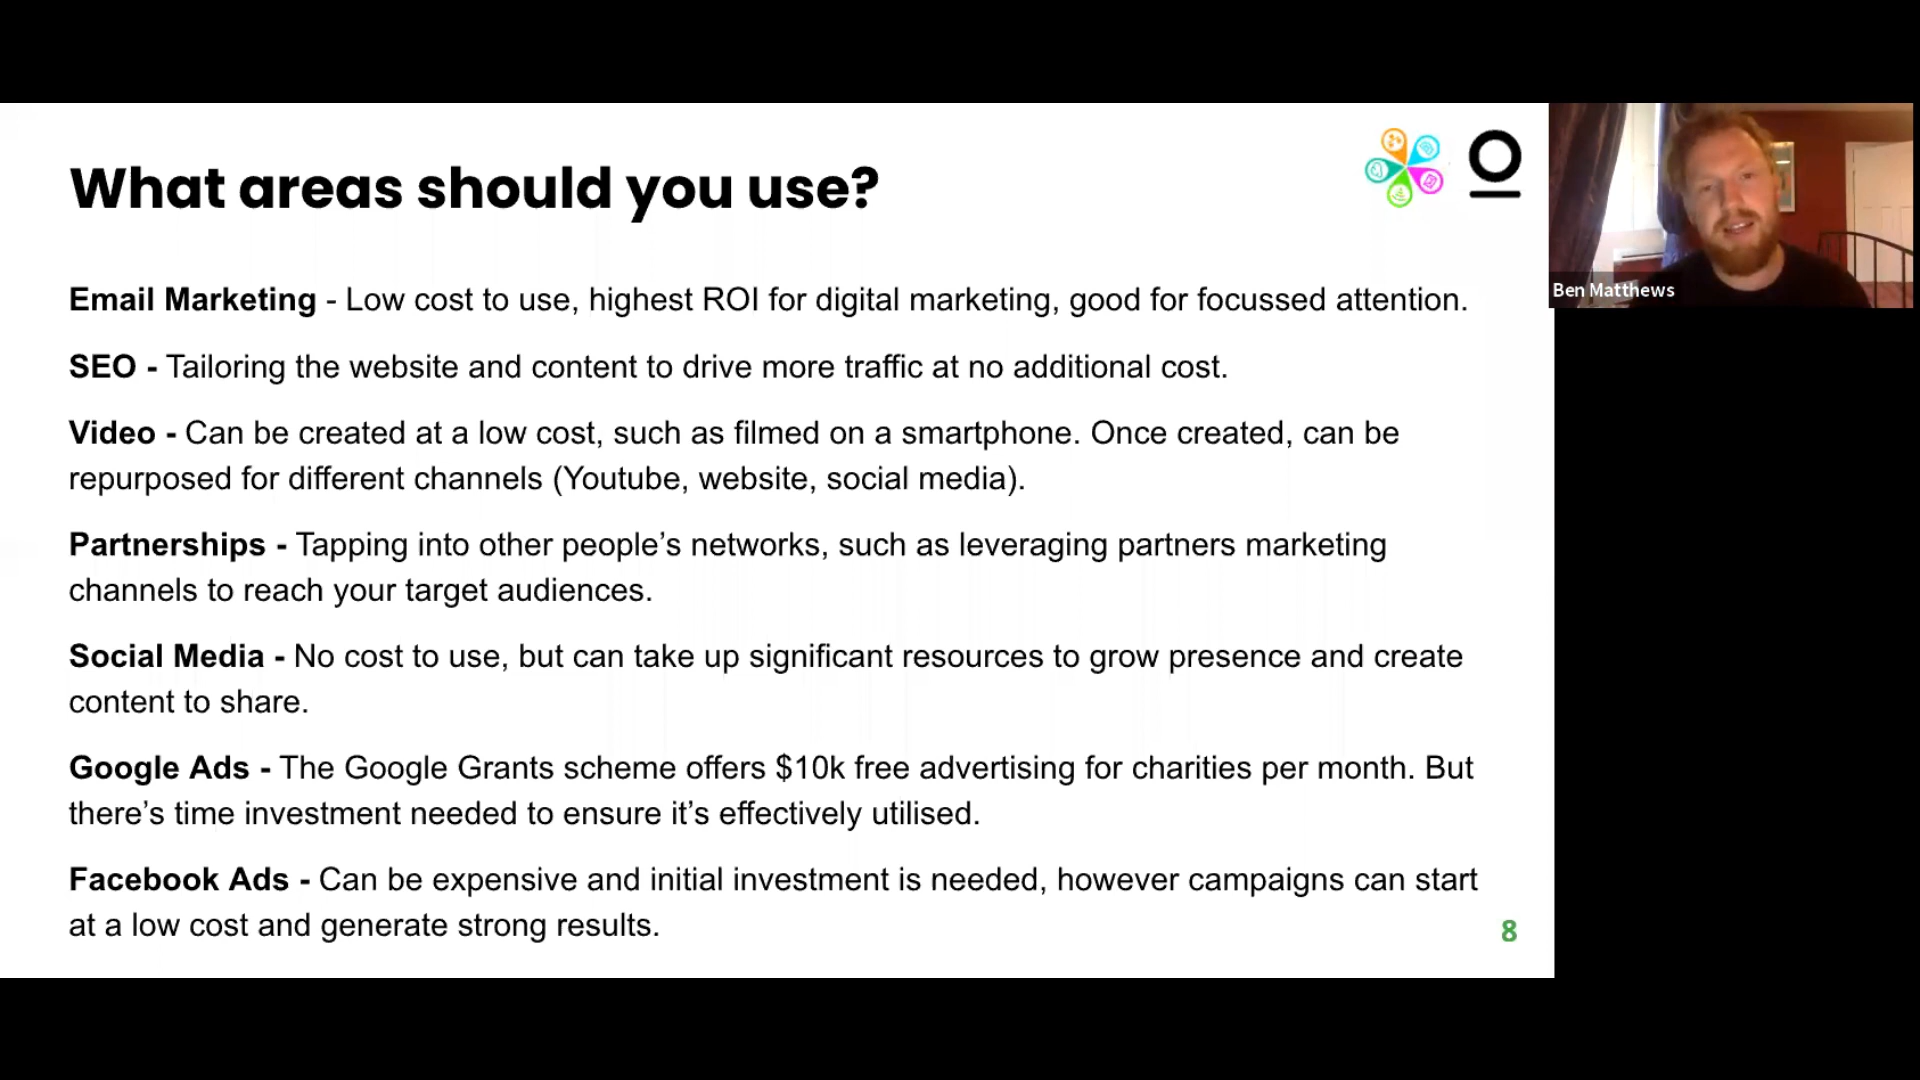 What areas should you use?
Ben Matthews
Email Marketing - Low cost to use, highest ROI for digital marketing, good for focussed attention.
SEO - Tailoring the website and content to drive more traffic at no additional cost.
Video - Can be created at a low cost, such as filmed on a smartphone. Once created, can be
repurposed for different channels (Youtube, website, social media).
Partnerships - Tapping into other people’s networks, such as leveraging partners marketing
channels to reach your target audiences.
Social Media - No cost to use, but can take up significant resources to grow presence and create
content to share.
Google Ads - The Google Grants scheme offers $10k free advertising for charities per month. But
there’s time investment needed to ensure it’s effectively utilised.
Facebook Ads - Can be expensive and initial investment is needed, however campaigns can start
at a low cost and generate strong results.
8